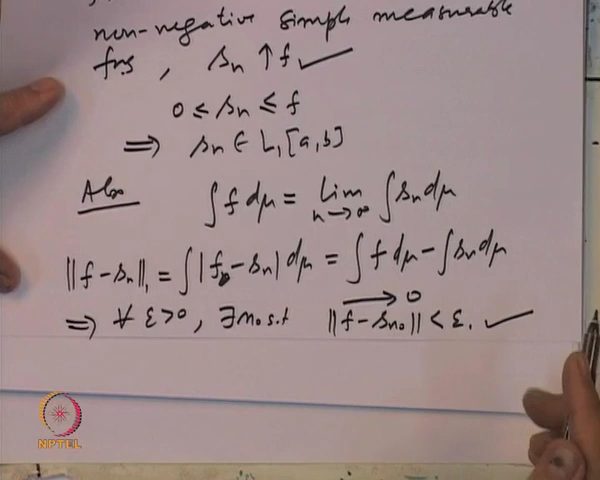 non-negative simple measurable
fns, sn ↑ f ✓
0 ≤ sn ≤ f
⟹ sn ∈ L1[a,b]
Also ∫ f dμ = lim n→∞ ∫ sn dμ
||f - sn||1 = ∫ |f - sn| dμ = ∫ f dμ - ∫ sn dμ
⟶ 0
⟹ ∀ ε>0, ∃ n0 s.t ||f - sn0|| < ε. ✓
NPTEL